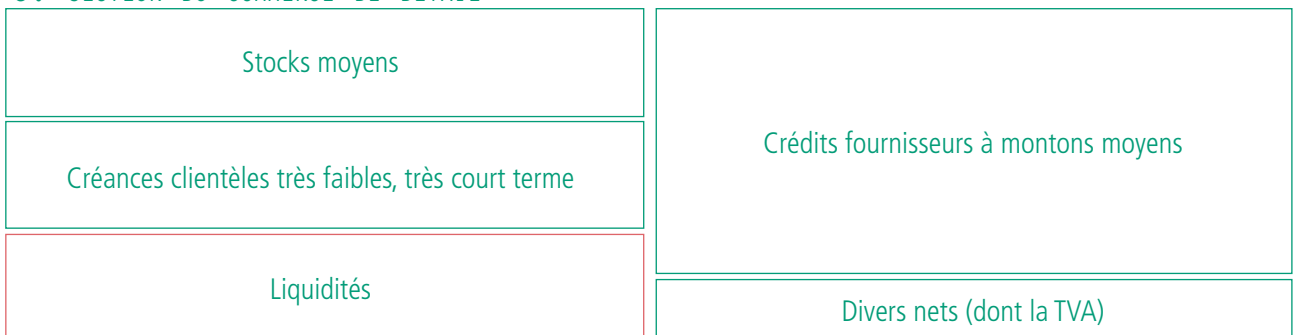 Stocks moyens
Créances clientèles très faibles, très court terme
Liquidités
Crédits fournisseurs à montons moyens
Divers nets (dont la TVA)